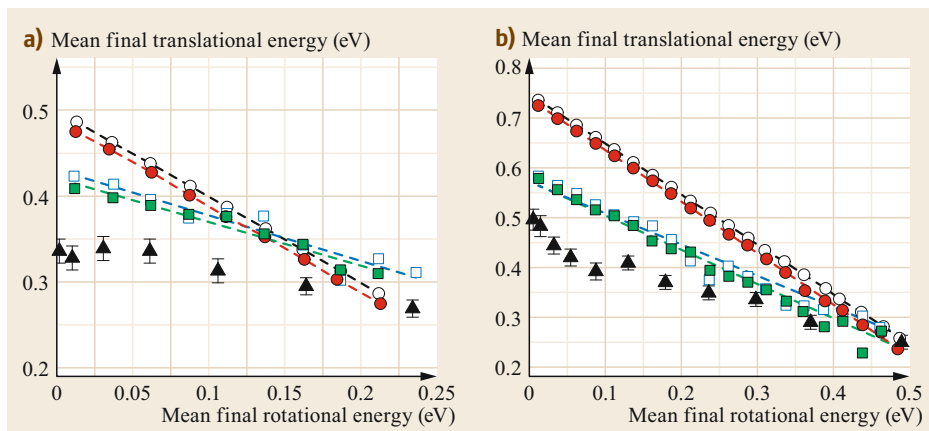 a) Mean final translational energy (eV)
0.5
0.4
0.3
0.2
0 0.05 0.1 0.15 0.2 0.25
Mean final rotational energy (eV)
b) Mean final translational energy (eV)
0.8
0.7
0.6
0.5
0.4
0.3
0.2
0 0.1 0.2 0.3 0.4 0.5
Mean final rotational energy (eV)